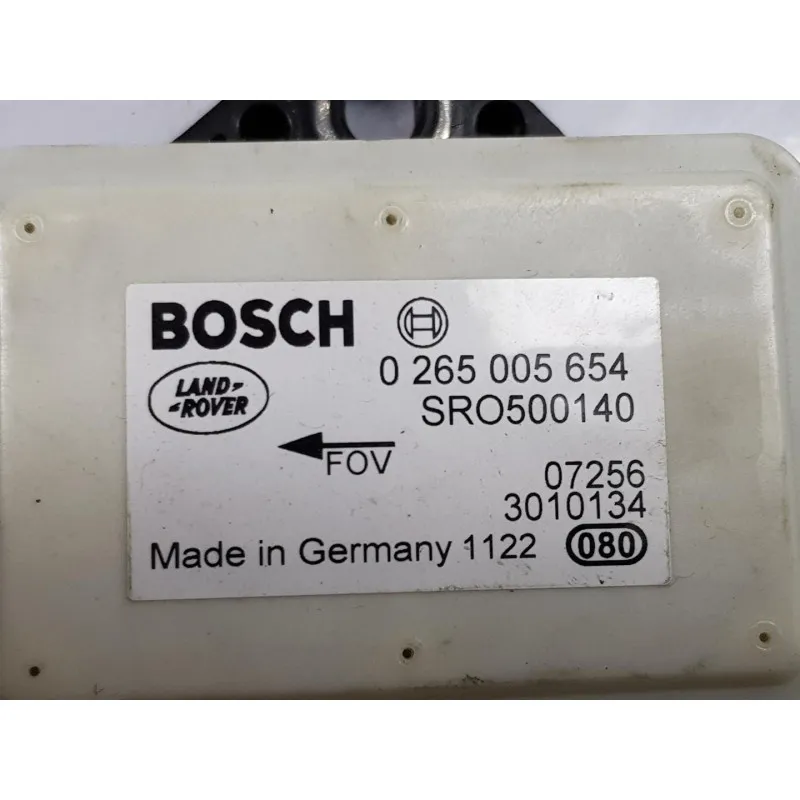 BOSCH
0 265 005 654
LAND-
-ROVER
SRO500140
FOV
07256
3010134
Made in Germany 1122 080